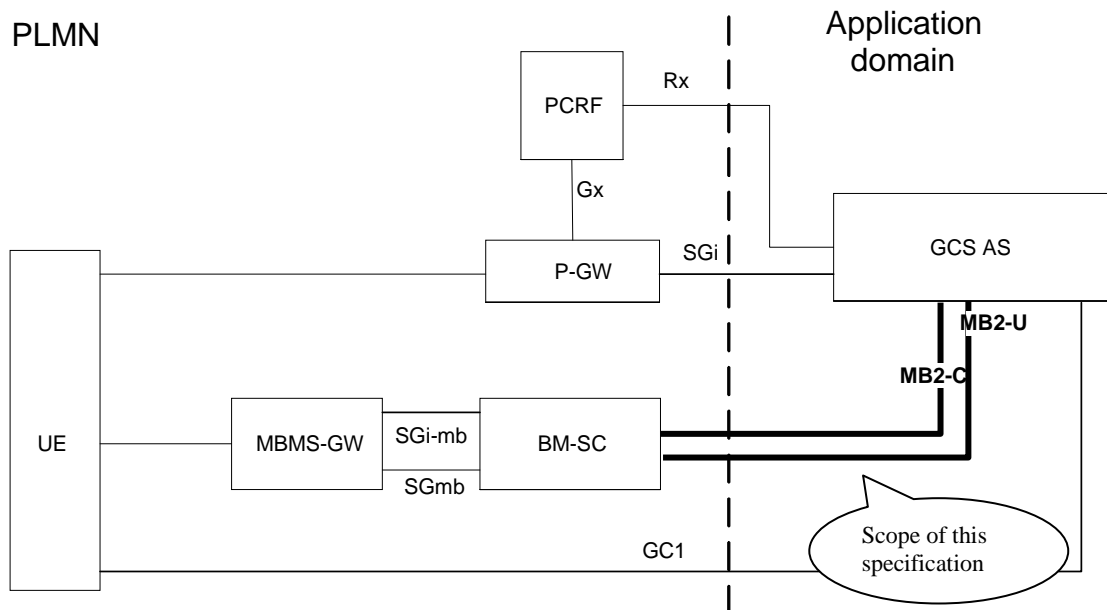 PLMN
Application
domain
Rx
PCRF
Gx
SGi
GCS AS
P-GW
MB2-U
MB2-C
UE
MBMS-GW
SGi-mb
BM-SC
SGmb
GC1
Scope of this
specification